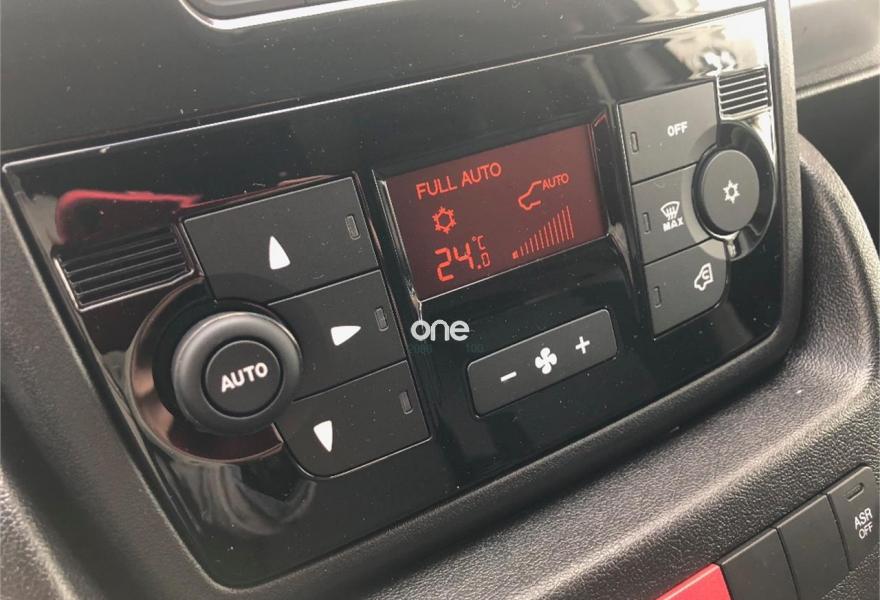 OFF
FULL AUTO
AUTO
24.0 °C
MAX
one
AUTO
- +
ASR
OFF